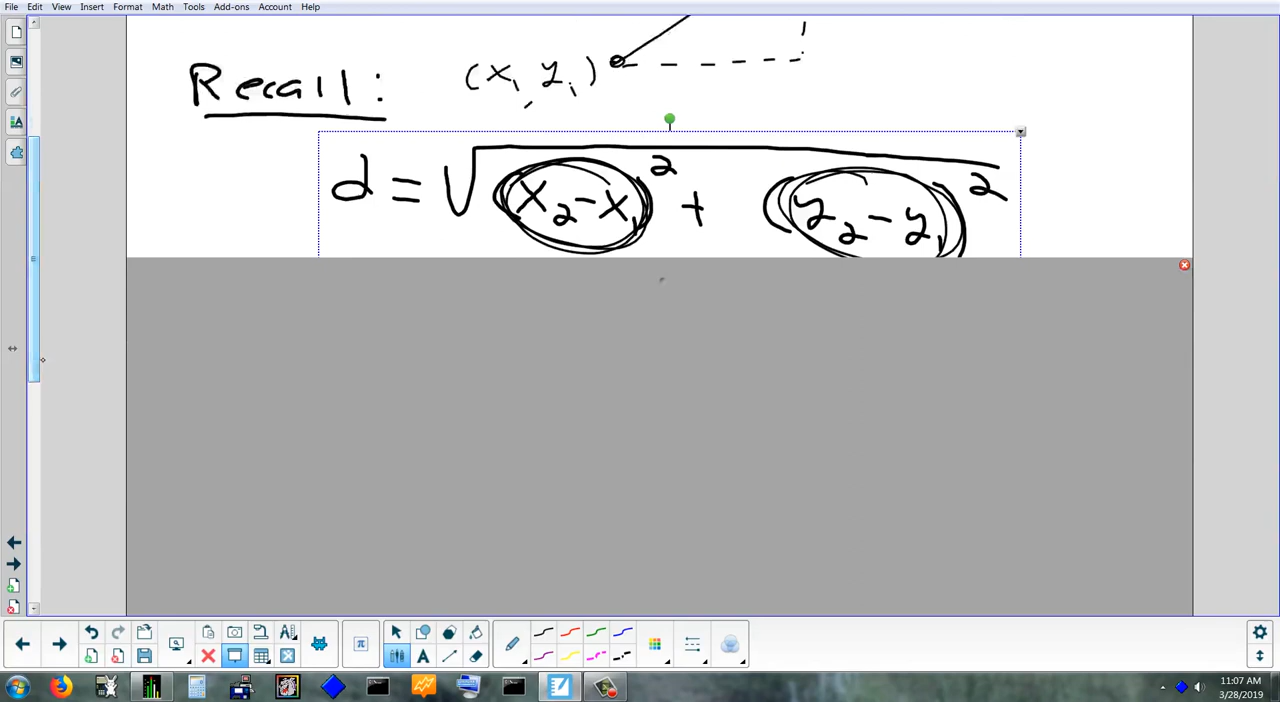 File Edit View Insert Format Math Tools Add-ons Account Help
(x₁, y₁)
Recall:
d = √(x₂-x₁)² + (y₂-y₁)²
π
A
11:07 AM
3/28/2019